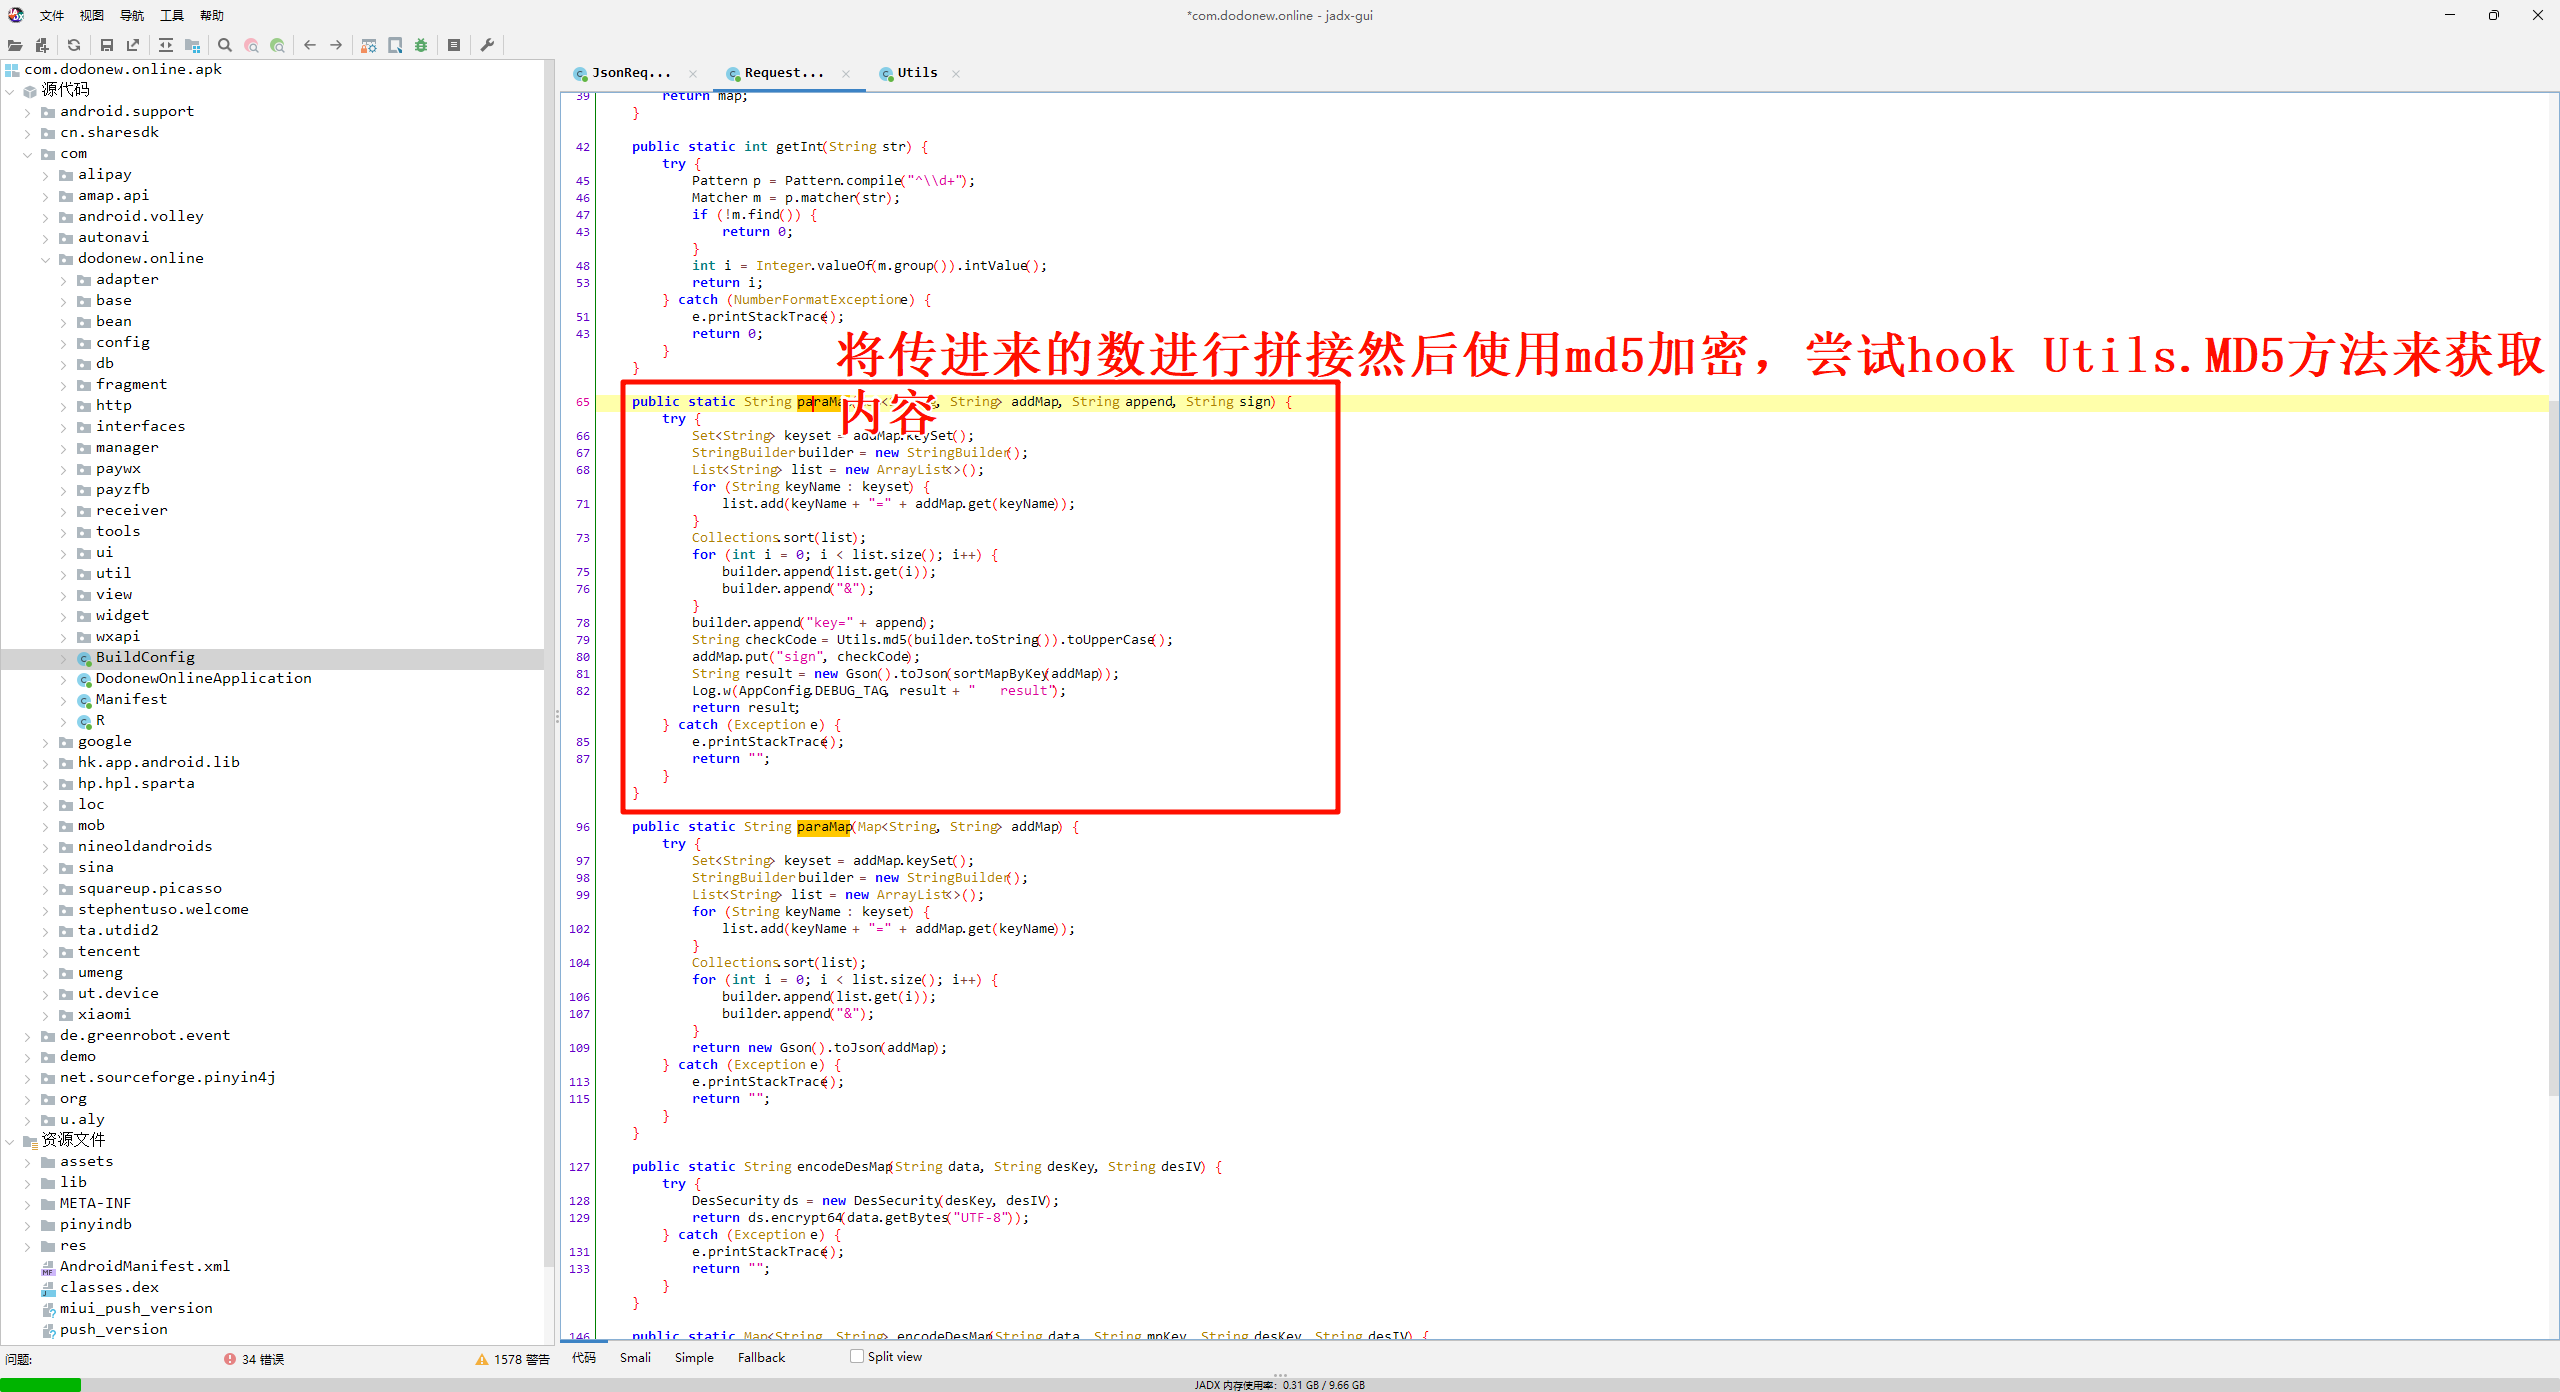 文件 视图 导航 工具 帮助
*com.dodonew.online - jadx-gui
com.dodonew.online.apk
源代码
android.support
cn.sharesdk
com
alipay
amap.api
android.volley
autonavi
dodonew.online
adapter
base
bean
config
db
fragment
http
interfaces
manager
paywx
payzfb
receiver
tools
ui
util
view
widget
wxapi
BuildConfig
DodonewOnlineApplication
Manifest
R
google
hk.app.android.lib
hp.hpl.sparta
loc
mob
nineoldandroids
sina
squareup.picasso
stephentuso.welcome
ta.utdid2
tencent
umeng
ut.device
xiaomi
de.greenrobot.event
demo
net.sourceforge.pinyin4j
org
u.aly
资源文件
assets
lib
META-INF
pinyindb
res
AndroidManifest.xml
classes.dex
miui_push_version
push_version
问题: 34 错误 1578 警告
JsonReq... Request... Utils
39 return map;
}
42 public static int getInt(String str) {
try {
45 Pattern p = Pattern.compile("^\\d+");
46 Matcher m = p.matcher(str);
47 if (!m.find()) {
43 return 0;
}
48 int i = Integer.valueOf(m.group()).intValue();
53 return i;
} catch (NumberFormatException e) {
51 e.printStackTrace();
43 return 0;
}
}
将传进来的数进行拼接然后使用md5加密，尝试hook Utils.MD5方法来获取
内容
65 public static String paraMa , String> addMap, String append, String sign) {
try {
66 Set<String> keyset = addMap.keySet();
67 StringBuilder builder = new StringBuilder();
68 List<String> list = new ArrayList<>();
for (String keyName : keyset) {
71 list.add(keyName + "=" + addMap.get(keyName));
}
73 Collections.sort(list);
for (int i = 0; i < list.size(); i++) {
75 builder.append(list.get(i));
76 builder.append("&");
}
78 builder.append("key=" + append);
79 String checkCode = Utils.md5(builder.toString()).toUpperCase();
80 addMap.put("sign", checkCode);
81 String result = new Gson().toJson(sortMapByKey(addMap));
82 Log.w(AppConfig.DEBUG_TAG, result + "   result");
return result;
} catch (Exception e) {
85 e.printStackTrace();
87 return "";
}
}
96 public static String paraMap(Map<String, String> addMap) {
try {
97 Set<String> keyset = addMap.keySet();
98 StringBuilder builder = new StringBuilder();
99 List<String> list = new ArrayList<>();
for (String keyName : keyset) {
102 list.add(keyName + "=" + addMap.get(keyName));
}
104 Collections.sort(list);
for (int i = 0; i < list.size(); i++) {
106 builder.append(list.get(i));
107 builder.append("&");
}
109 return new Gson().toJson(addMap);
} catch (Exception e) {
113 e.printStackTrace();
115 return "";
}
}
127 public static String encodeDesMap(String data, String desKey, String desIV) {
try {
128 DesSecurity ds = new DesSecurity(desKey, desIV);
129 return ds.encrypt64(data.getBytes("UTF-8"));
} catch (Exception e) {
131 e.printStackTrace();
133 return "";
}
}
146 public static Map<String, String> encodeDesMap(String data, String mpKey, String desKey, String desIV) {
代码 Smali Simple Fallback Split view
JADX 内存使用率: 0.31 GB / 9.66 GB